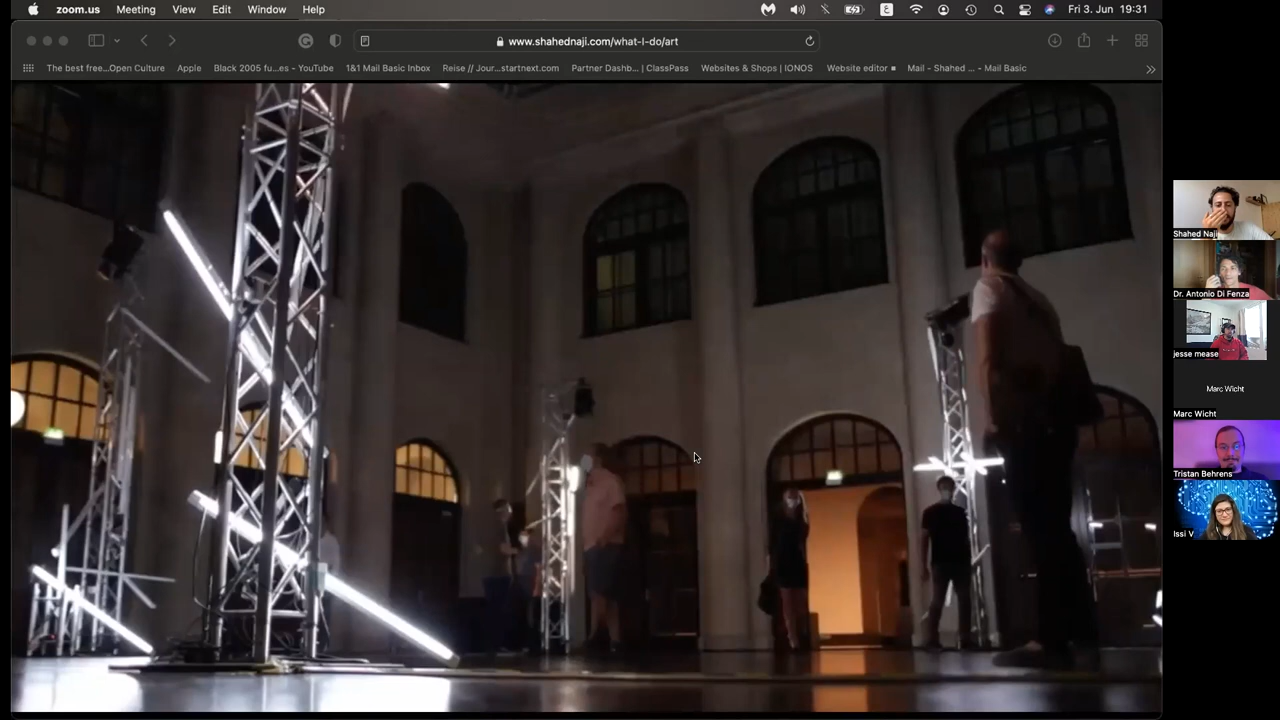 zoom.us Meeting View Edit Window Help Fri 3. Jun 19:31
www.shahednaji.com/what-I-do/art
The best free...Open Culture Apple Black 2005 fu...es - YouTube 1&1 Mail Basic Inbox Reise // Jour...startnext.com Partner Dashb... | ClassPass Websites & Shops | IONOS Website editor Mail - Shahed ... - Mail Basic
Shahed Naji
Dr. Antonio Di Fenza
jesse mease
Marc Wicht
Marc Wicht
Tristan Behrens
Issi V